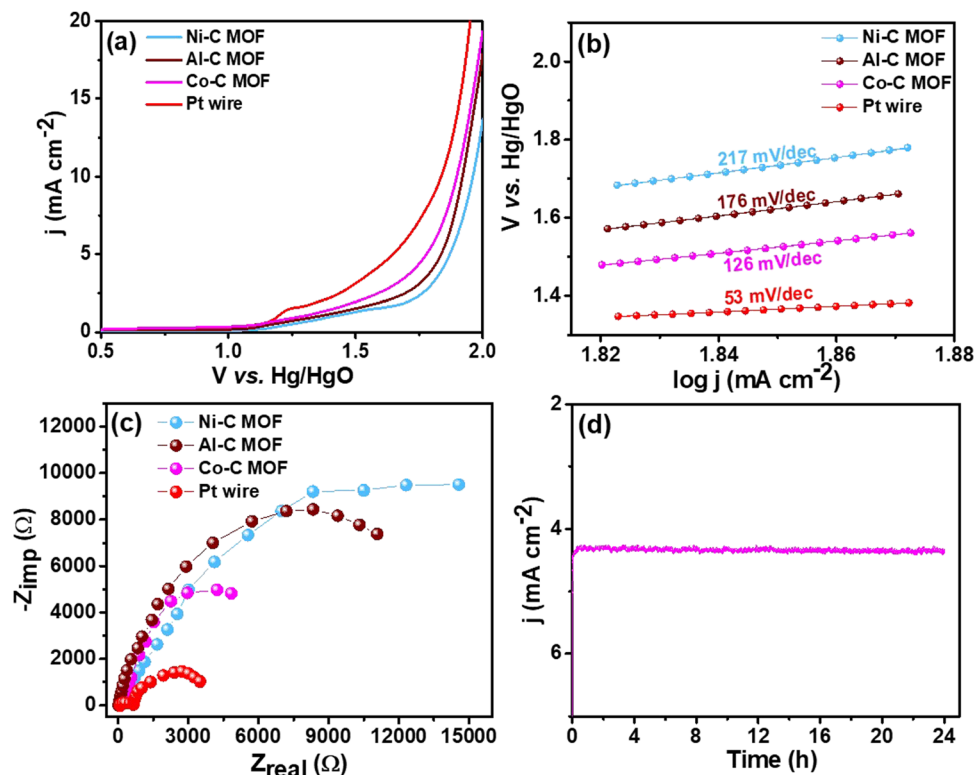 (a)
Ni-C MOF
Al-C MOF
Co-C MOF
Pt wire
20
15
10
5
0
j (mA cm-2)
0.5 1.0 1.5 2.0
V vs. Hg/HgO
(b)
Ni-C MOF
Al-C MOF
Co-C MOF
Pt wire
2.0
1.8
1.6
1.4
V vs. Hg/HgO
217 mV/dec
176 mV/dec
126 mV/dec
53 mV/dec
1.82 1.84 1.86 1.88
log j (mA cm-2)
(c)
Ni-C MOF
Al-C MOF
Co-C MOF
Pt wire
12000
10000
8000
6000
4000
2000
0
-Zimp (Ω)
0 3000 6000 9000 12000 15000
Zreal (Ω)
(d)
2
4
6
j (mA cm-2)
0 4 8 12 16 20 24
Time (h)